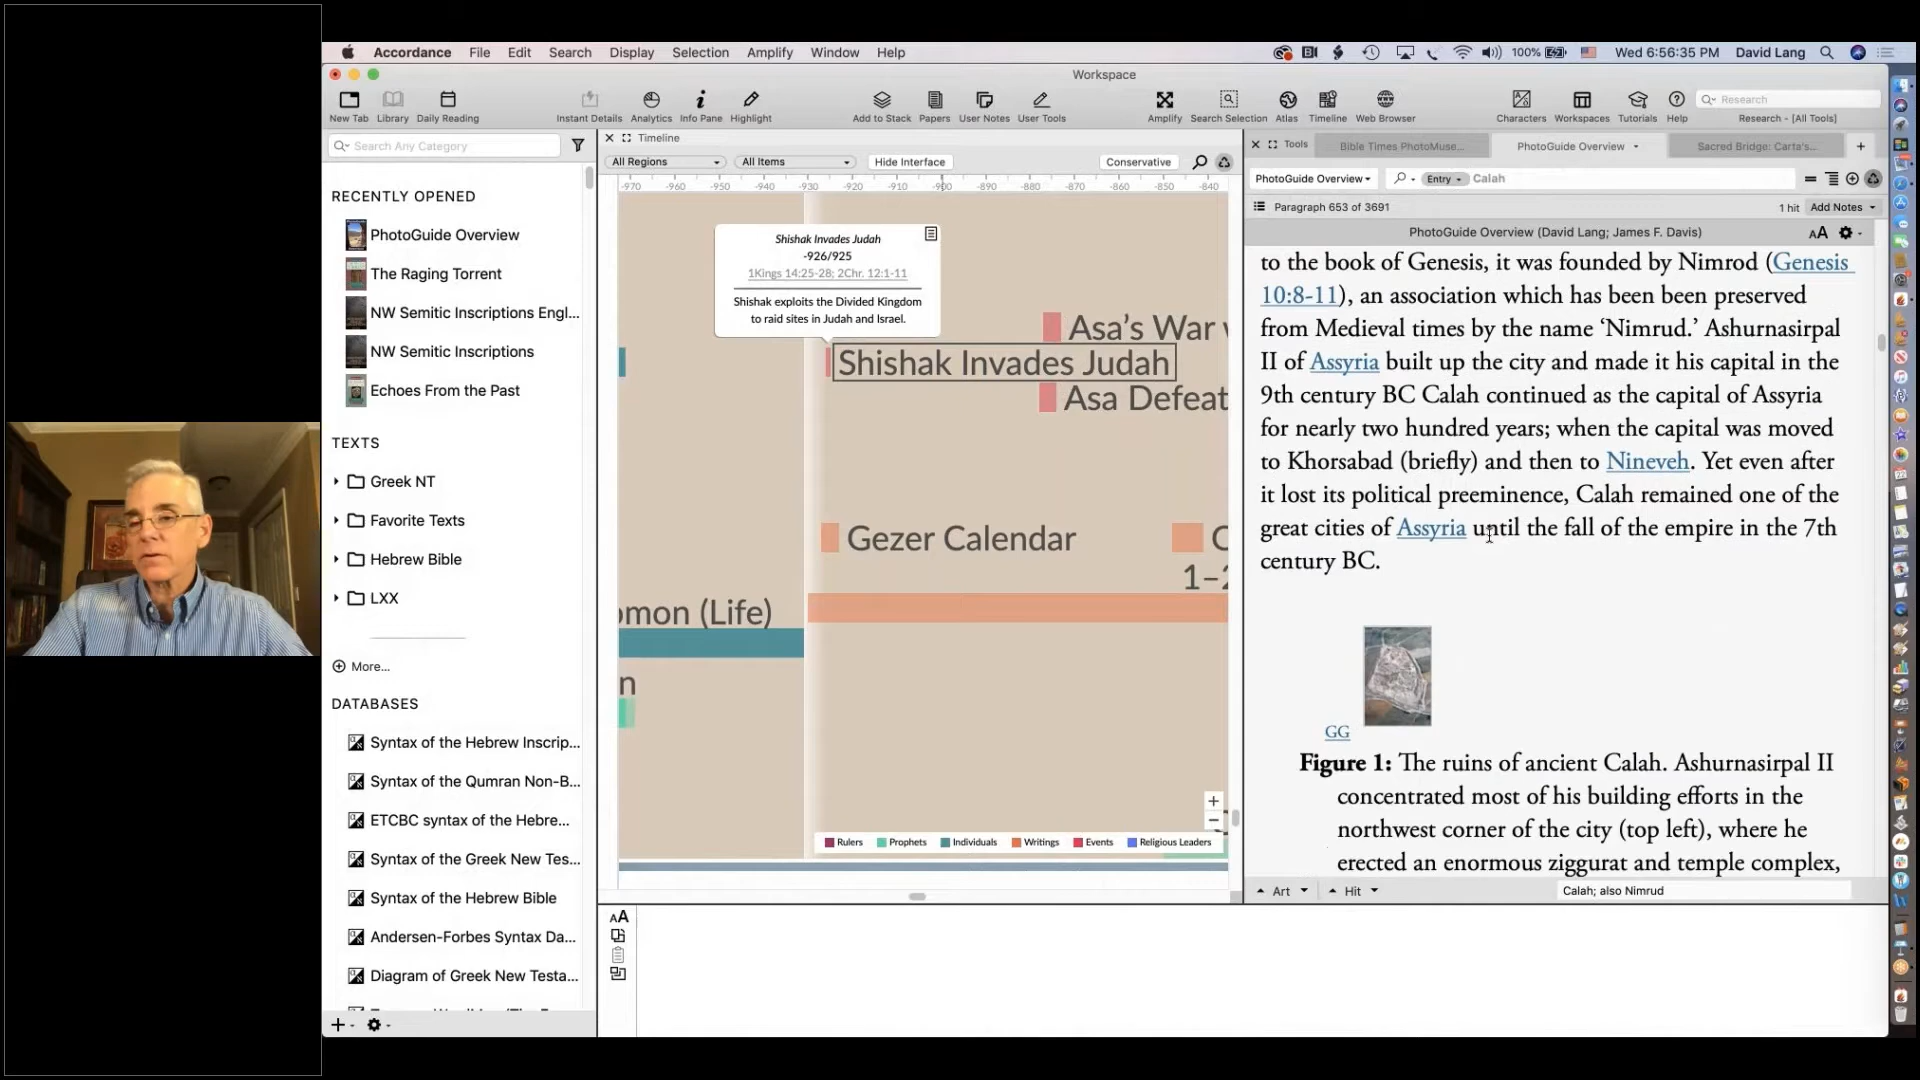 Accordance File Edit Search Display Selection Amplify Window Help
100% Wed 6:56:35 PM David Lang
Workspace
New Tab Library Daily Reading Instant Details Analytics Info Pane Highlight Add to Stack Papers User Notes User Tools Amplify Search Selection Atlas Timeline Web Browser Characters Workspaces Tutorials Help
Research
Research - [All Tools]
Search Any Category
RECENTLY OPENED
PhotoGuide Overview
The Raging Torrent
NW Semitic Inscriptions Engl...
NW Semitic Inscriptions
Echoes From the Past
TEXTS
Greek NT
Favorite Texts
Hebrew Bible
LXX
More...
DATABASES
Syntax of the Hebrew Inscrip...
Syntax of the Qumran Non-B...
ETCBC syntax of the Hebre...
Syntax of the Greek New Tes...
Syntax of the Hebrew Bible
Andersen-Forbes Syntax Da...
Diagram of Greek New Testa...
Timeline
All Regions All Items Hide Interface Conservative
-970 -960 -950 -940 -930 -920 -910 -900 -890 -880 -870 -860 -850 -840
Shishak Invades Judah
-926/925
1Kings 14:25-28; 2Chr. 12:1-11
Shishak exploits the Divided Kingdom
to raid sites in Judah and Israel.
Asa's War
Shishak Invades Judah
Asa Defeat
Gezer Calendar
omon (Life)
n
Rulers Prophets Individuals Writings Events Religious Leaders
Tools Bible Times PhotoMuse... PhotoGuide Overview Sacred Bridge: Carta's...
PhotoGuide Overview Entry Calah
Paragraph 653 of 3691 1 hit Add Notes
PhotoGuide Overview (David Lang; James F. Davis) AA
to the book of Genesis, it was founded by Nimrod (Genesis
10:8-11), an association which has been been preserved
from Medieval times by the name ‘Nimrud.’ Ashurnasirpal
II of Assyria built up the city and made it his capital in the
9th century BC Calah continued as the capital of Assyria
for nearly two hundred years; when the capital was moved
to Khorsabad (briefly) and then to Nineveh. Yet even after
it lost its political preeminence, Calah remained one of the
great cities of Assyria until the fall of the empire in the 7th
century BC.
GG
Figure 1: The ruins of ancient Calah. Ashurnasirpal II
concentrated most of his building efforts in the
northwest corner of the city (top left), where he
erected an enormous ziggurat and temple complex,
Art Hit Calah; also Nimrud
AA